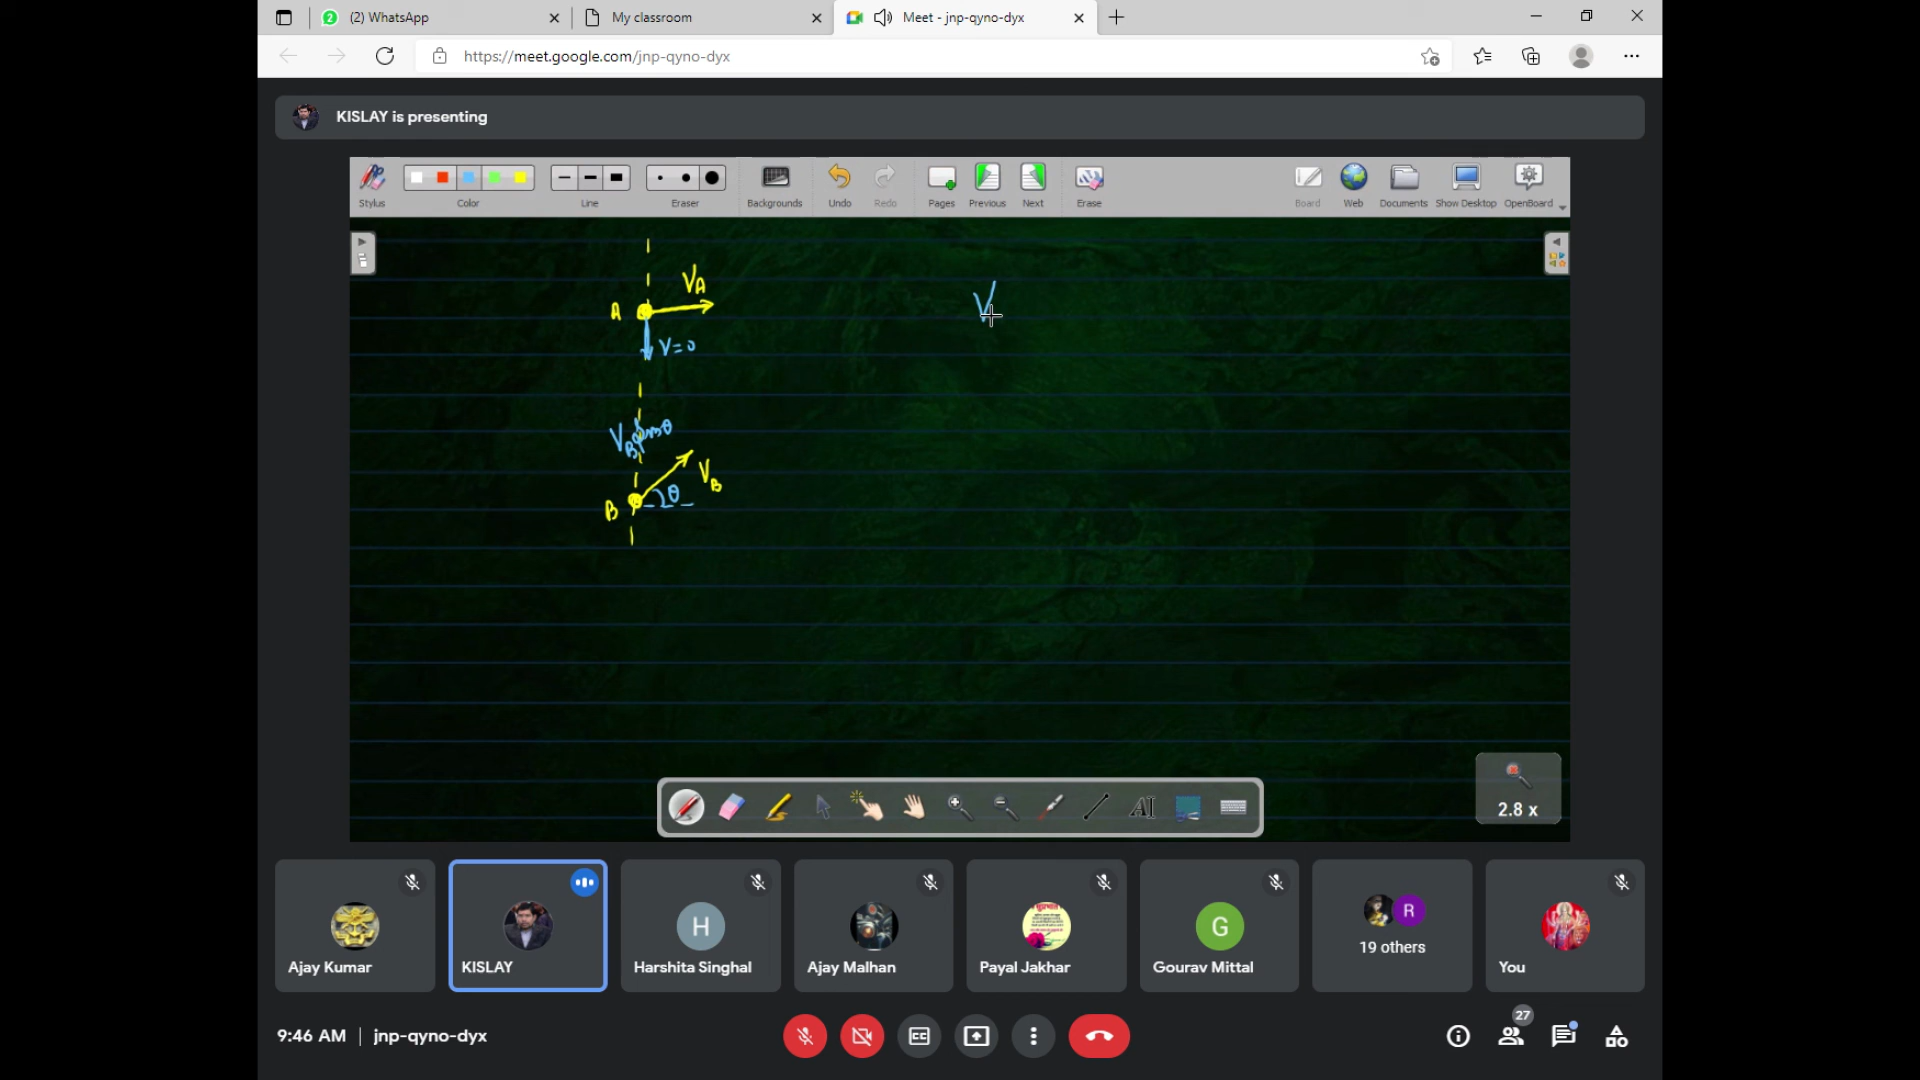 (2) WhatsApp
My classroom
Meet - jnp-qyno-dyx
https://meet.google.com/jnp-qyno-dyx
KISLAY is presenting
Stylus
Color
Line
Eraser
Backgrounds
Undo
Redo
Pages
Previous
Next
Erase
Board
Web
Documents
Show Desktop
OpenBoard
VA
A
V=0
VB
θ
B
V
2.8 x
Ajay Kumar
KISLAY
H
Harshita Singhal
Ajay Malhan
Payal Jakhar
G
Gourav Mittal
R
19 others
You
9:46 AM | jnp-qyno-dyx
27